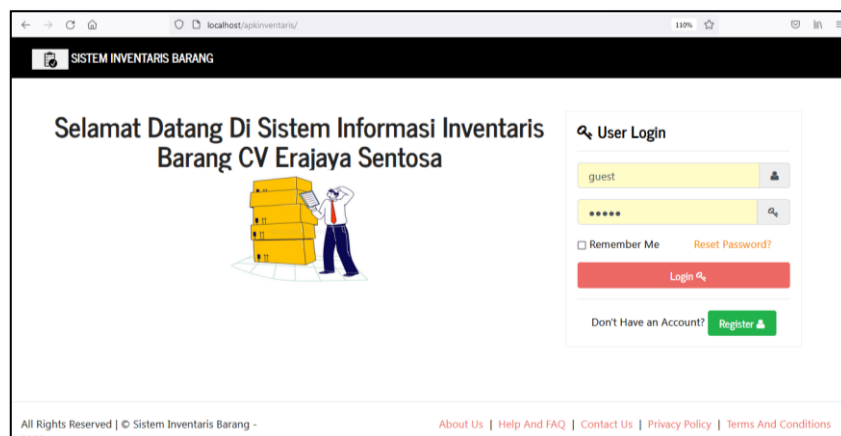 localhost/apkinventaris/
110%
SISTEM INVENTARIS BARANG
Selamat Datang Di Sistem Informasi Inventaris
Barang CV Erajaya Sentosa
User Login
guest
Remember Me
Reset Password?
Login
Don't Have an Account?
Register
All Rights Reserved | © Sistem Inventaris Barang -
About Us | Help And FAQ | Contact Us | Privacy Policy | Terms And Conditions